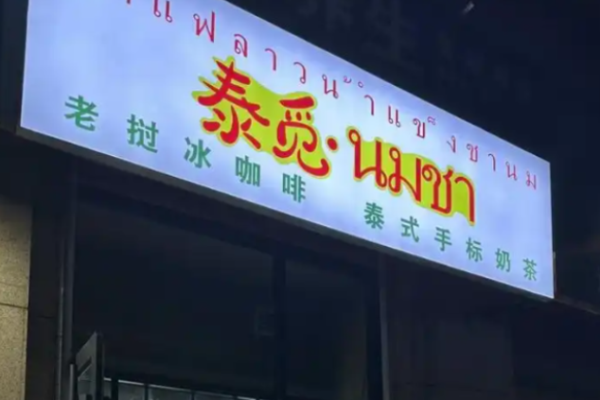 าแฟลาวน้ำแข็งชานม
泰觅·นมชา
老挝冰咖啡 泰式手标奶茶